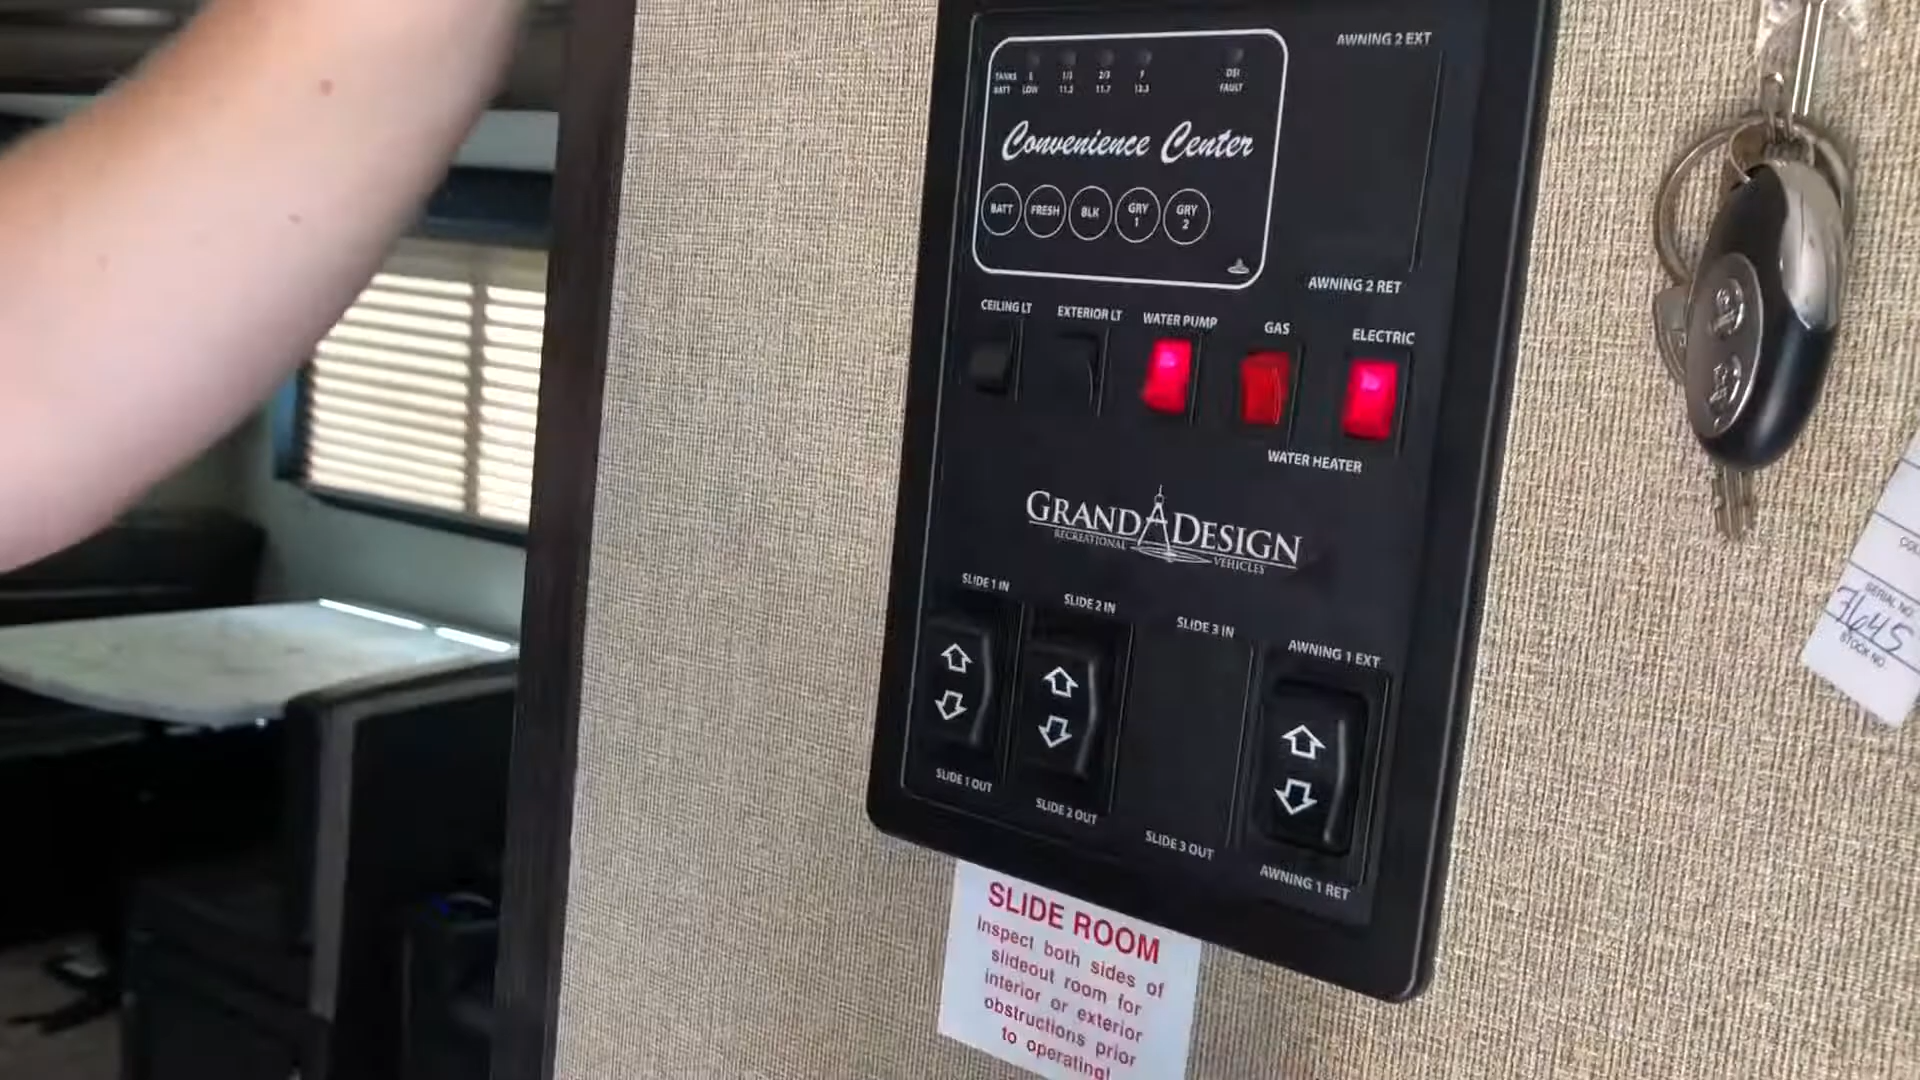 TANKS E 1/3 2/3 F DSI
BATT LOW 11.2 11.7 12.3 FAULT
Convenience Center
BATT FRESH BLK GRY 1 GRY 2
AWNING 2 EXT
AWNING 2 RET
CEILING LT EXTERIOR LT WATER PUMP GAS ELECTRIC
WATER HEATER
GRAND DESIGN
RECREATIONAL VEHICLES
SLIDE 1 IN SLIDE 2 IN SLIDE 3 IN AWNING 1 EXT
SLIDE 1 OUT SLIDE 2 OUT SLIDE 3 OUT AWNING 1 RET
SLIDE ROOM
Inspect both sides of
slideout room for
interior or exterior
obstructions prior
to operating!
SERIAL NO.
7645
STOCK NO